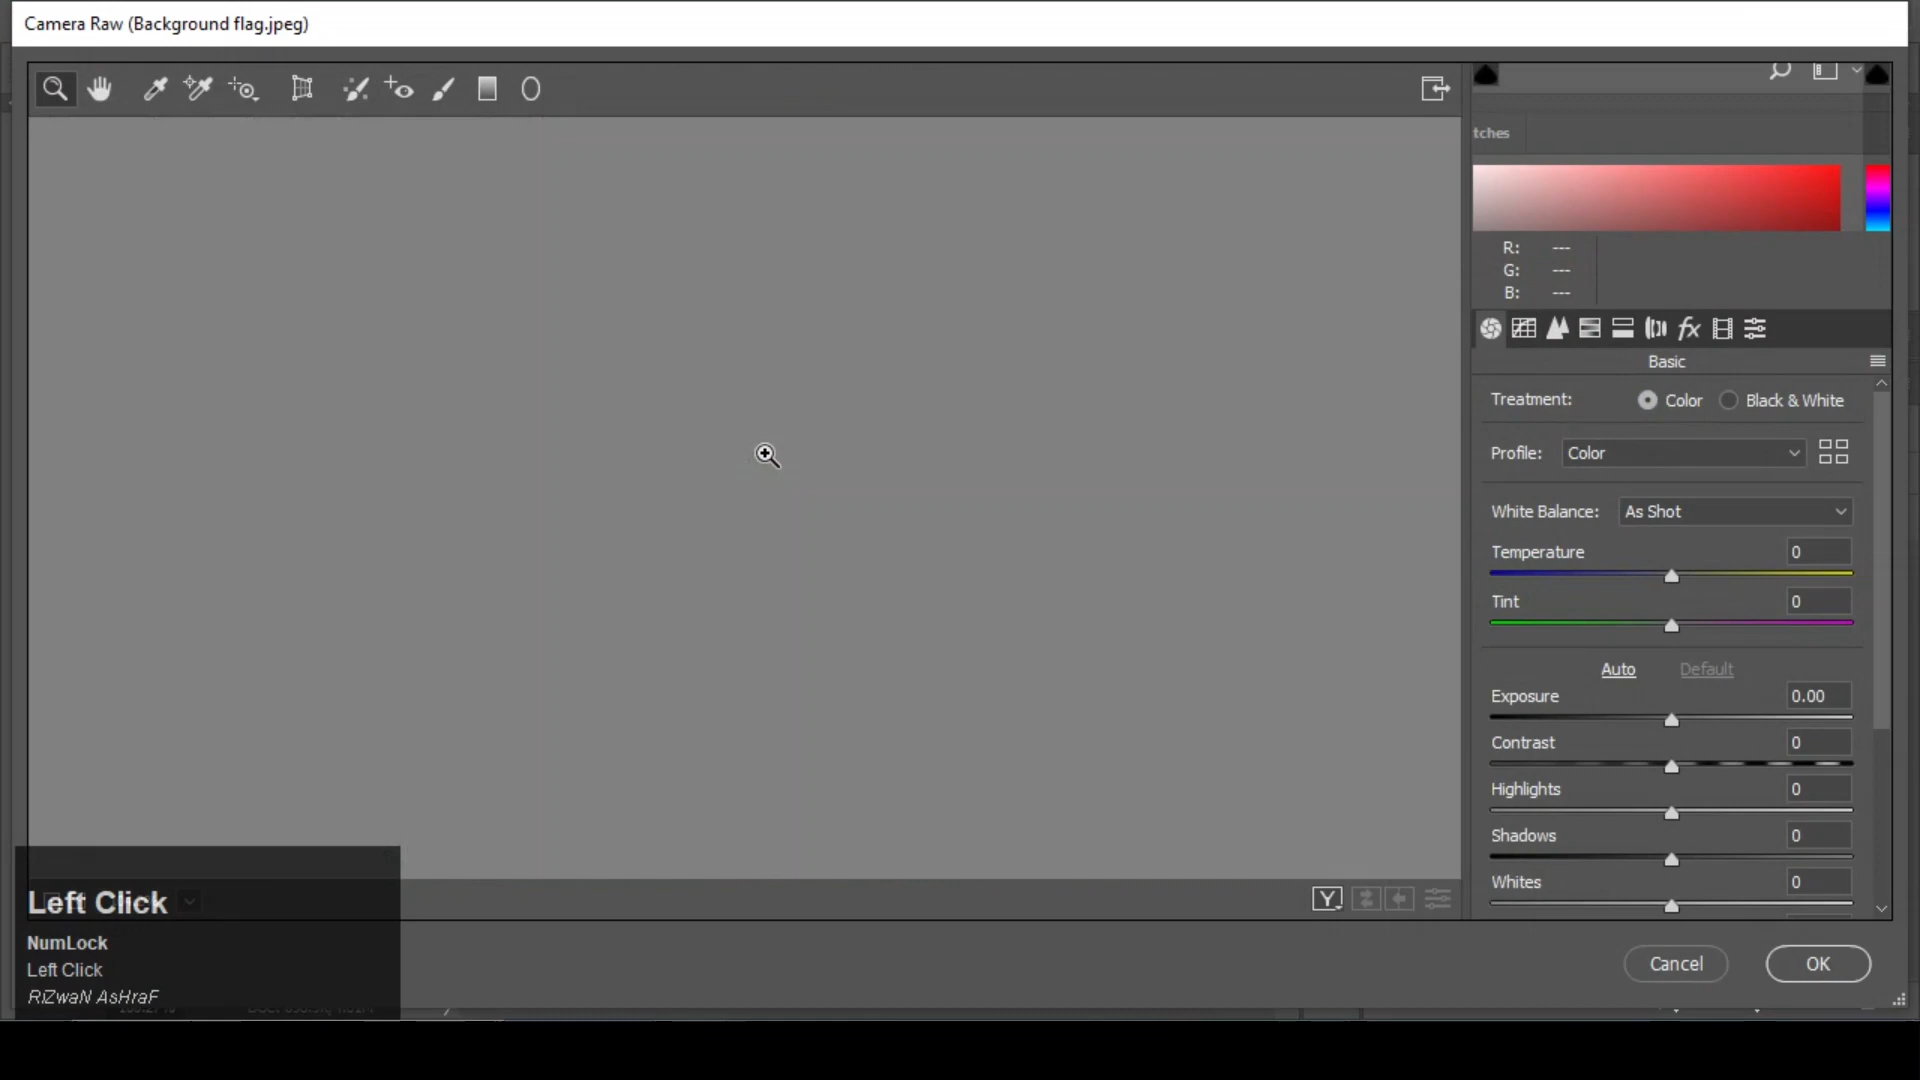 Camera Raw (Background flag.jpeg)
tches
R: ---
G: ---
B: ---
fx
Basic
Treatment: Color Black & White
Profile: Color
White Balance: As Shot
Temperature 0
Tint 0
Auto Default
Exposure 0.00
Contrast 0
Highlights 0
Shadows 0
Whites 0
Y
Cancel OK
Left Click
NumLock
Left Click
RiZwaN AsHraF